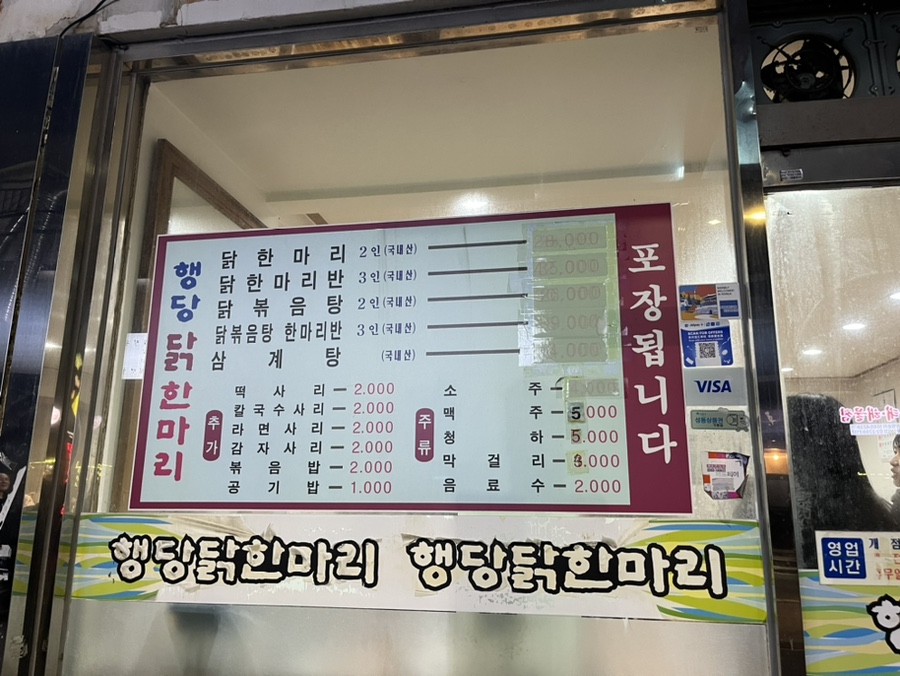 행당 닭한마리
닭한마리 2인(국내산)
닭한마리반 3인(국내산)
닭볶음탕 2인(국내산)
닭볶음탕 한마리반 3인(국내산)
삼계탕 (국내산)
추가
떡사리 2.000
칼국수사리 2.000
라면사리 2.000
감자사리 2.000
볶음밥 2.000
공기밥 1.000
주류
소주
맥주 5.000
청하 5.000
막걸리
음료수 2.000
포장됩니다
VISA
행당닭한마리 행당닭한마리
영업
시간